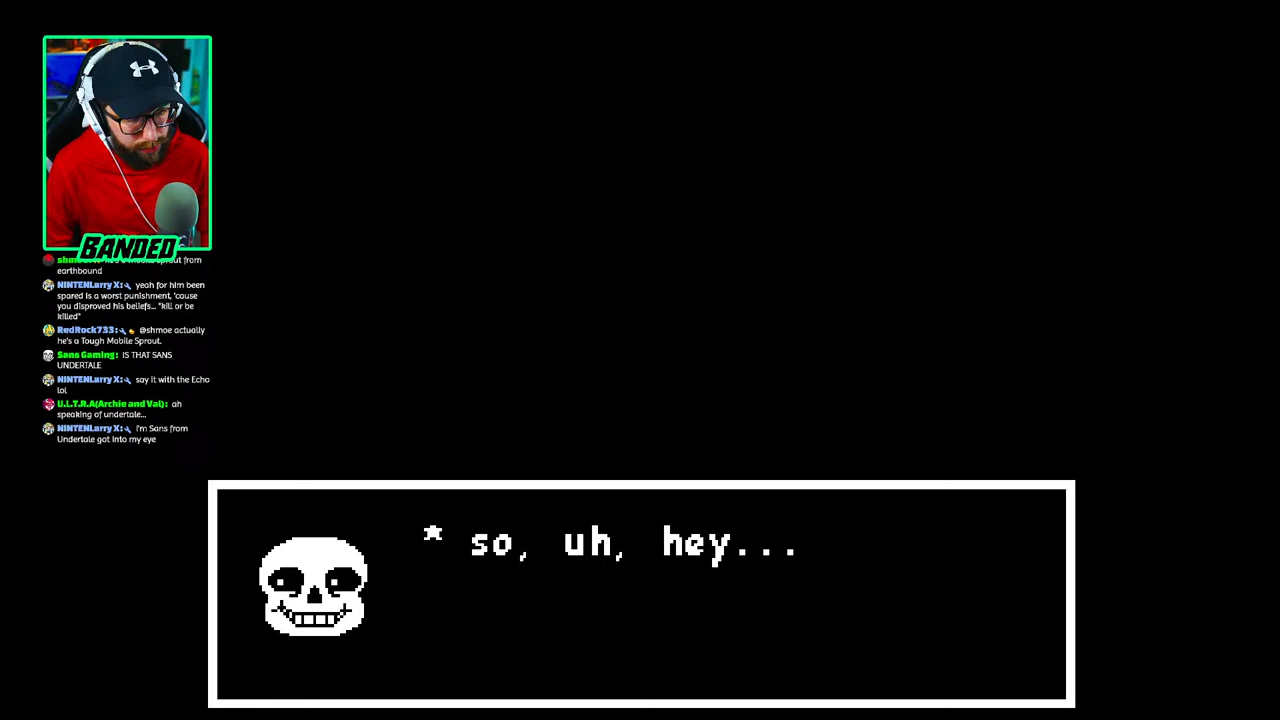 BANDED
sprout from
earthbound
NINTENLarry X: yeah for him been
spared is a worst punishment, 'cause
you disproved his beliefs... "kill or be
killed"
RedRock733: @shmoe actually
he's a Tough Mobile Sprout.
Sans Gaming: IS THAT SANS
UNDERTALE
NINTENLarry X: say it with the Echo
lol
U.L.T.R.A(Archie and Val): ah
speaking of undertale...
NINTENLarry X: I'm Sans from
Undertale got into my eye
* so, uh, hey...